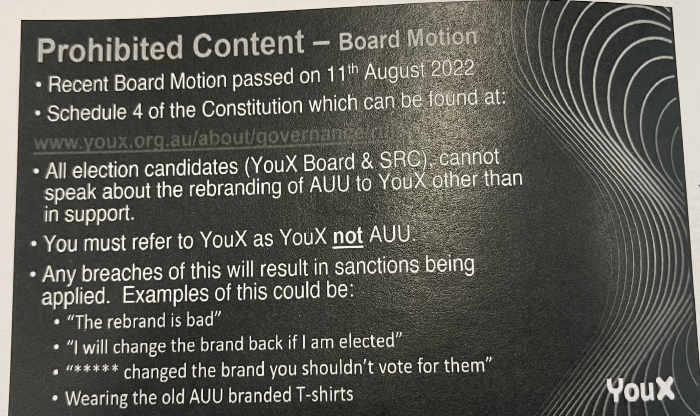 Prohibited Content – Board Motion
• Recent Board Motion passed on 11th August 2022
• Schedule 4 of the Constitution which can be found at:
www.youx.org.au/about/governance/
• All election candidates (YouX Board & SRC), cannot
speak about the rebranding of AUU to YouX other than
in support.
• You must refer to YouX as YouX not AUU.
• Any breaches of this will result in sanctions being
applied. Examples of this could be:
• “The rebrand is bad”
• “I will change the brand back if I am elected”
• “***** changed the brand you shouldn’t vote for them”
• Wearing the old AUU branded T-shirts
YouX